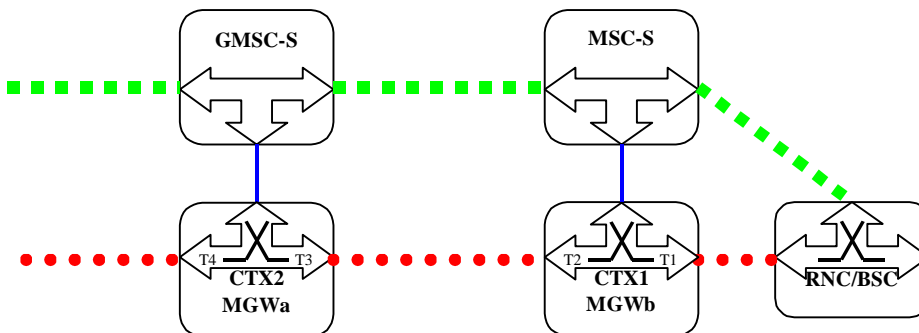 GMSC-S
MSC-S
T4
T3
CTX2
MGWa
T2
T1
CTX1
MGWb
RNC/BSC